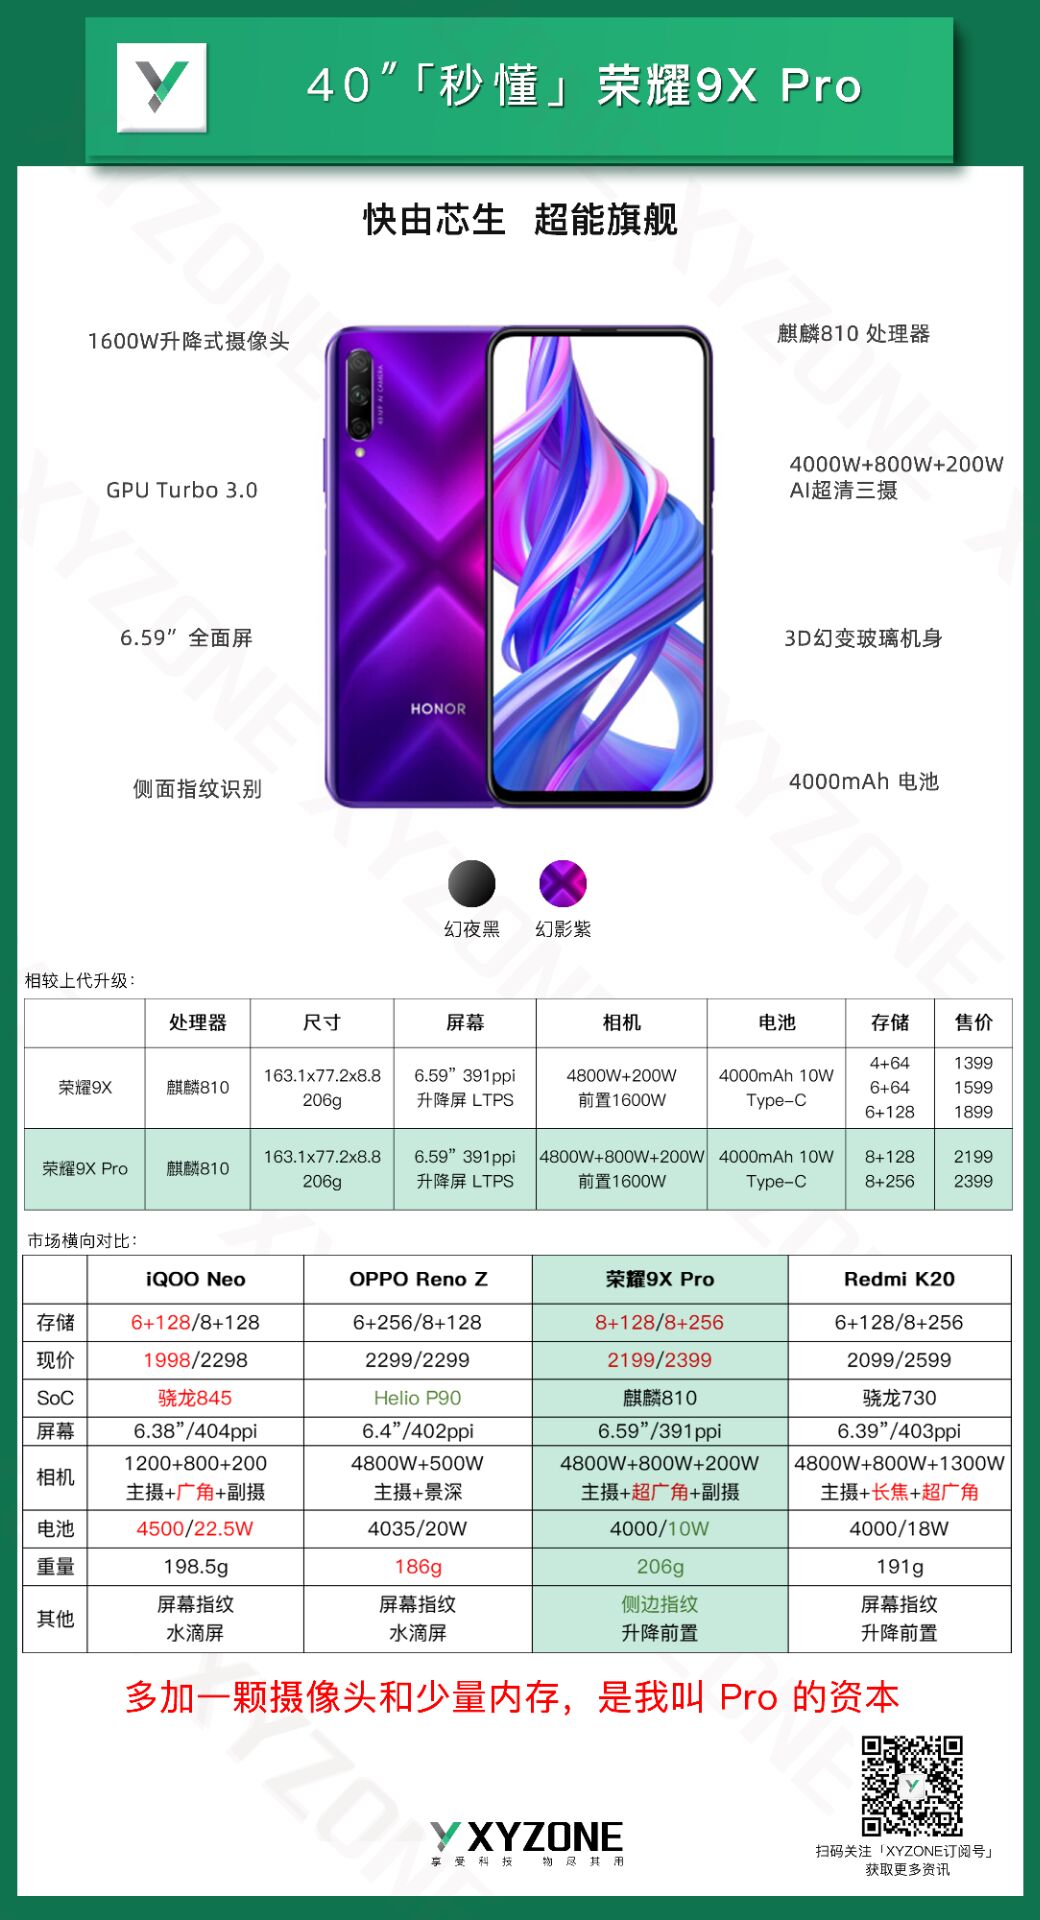 40″「秒懂」荣耀9X Pro
快由芯生 超能旗舰
1600W升降式摄像头
麒麟810 处理器
GPU Turbo 3.0
4000W+800W+200W
AI超清三摄
6.59” 全面屏
3D幻变玻璃机身
HONOR
侧面指纹识别
4000mAh 电池
幻夜黑 幻影紫
相较上代升级：
处理器 尺寸 屏幕 相机 电池 存储 售价
荣耀9X 麒麟810 163.1x77.2x8.8 206g 6.59” 391ppi 升降屏 LTPS 4800W+200W 前置1600W 4000mAh 10W Type-C 4+64 6+64 6+128 1399 1599 1899
荣耀9X Pro 麒麟810 163.1x77.2x8.8 206g 6.59” 391ppi 升降屏 LTPS 4800W+800W+200W 前置1600W 4000mAh 10W Type-C 8+128 8+256 2199 2399
市场横向对比：
iQOO Neo OPPO Reno Z 荣耀9X Pro Redmi K20
存储 6+128/8+128 6+256/8+128 8+128/8+256 6+128/8+256
现价 1998/2298 2299/2299 2199/2399 2099/2599
SoC 骁龙845 Helio P90 麒麟810 骁龙730
屏幕 6.38”/404ppi 6.4”/402ppi 6.59”/391ppi 6.39”/403ppi
相机 1200+800+200 主摄+广角+副摄 4800W+500W 主摄+景深 4800W+800W+200W 主摄+超广角+副摄 4800W+800W+1300W 主摄+长焦+超广角
电池 4500/22.5W 4035/20W 4000/10W 4000/18W
重量 198.5g 186g 206g 191g
其他 屏幕指纹 水滴屏 屏幕指纹 水滴屏 侧边指纹 升降前置 屏幕指纹 升降前置
多加一颗摄像头和少量内存，是我叫 Pro 的资本
XYZONE
享受科技 物尽其用
扫码关注「XYZONE订阅号」
获取更多资讯